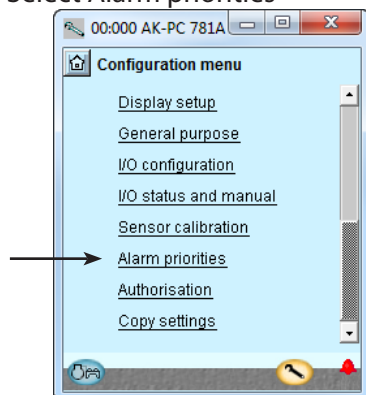 Select Alarm priorities
00:000 AK-PC 781A
Configuration menu
Display setup
General purpose
I/O configuration
I/O status and manual
Sensor calibration
Alarm priorities
Authorisation
Copy settings